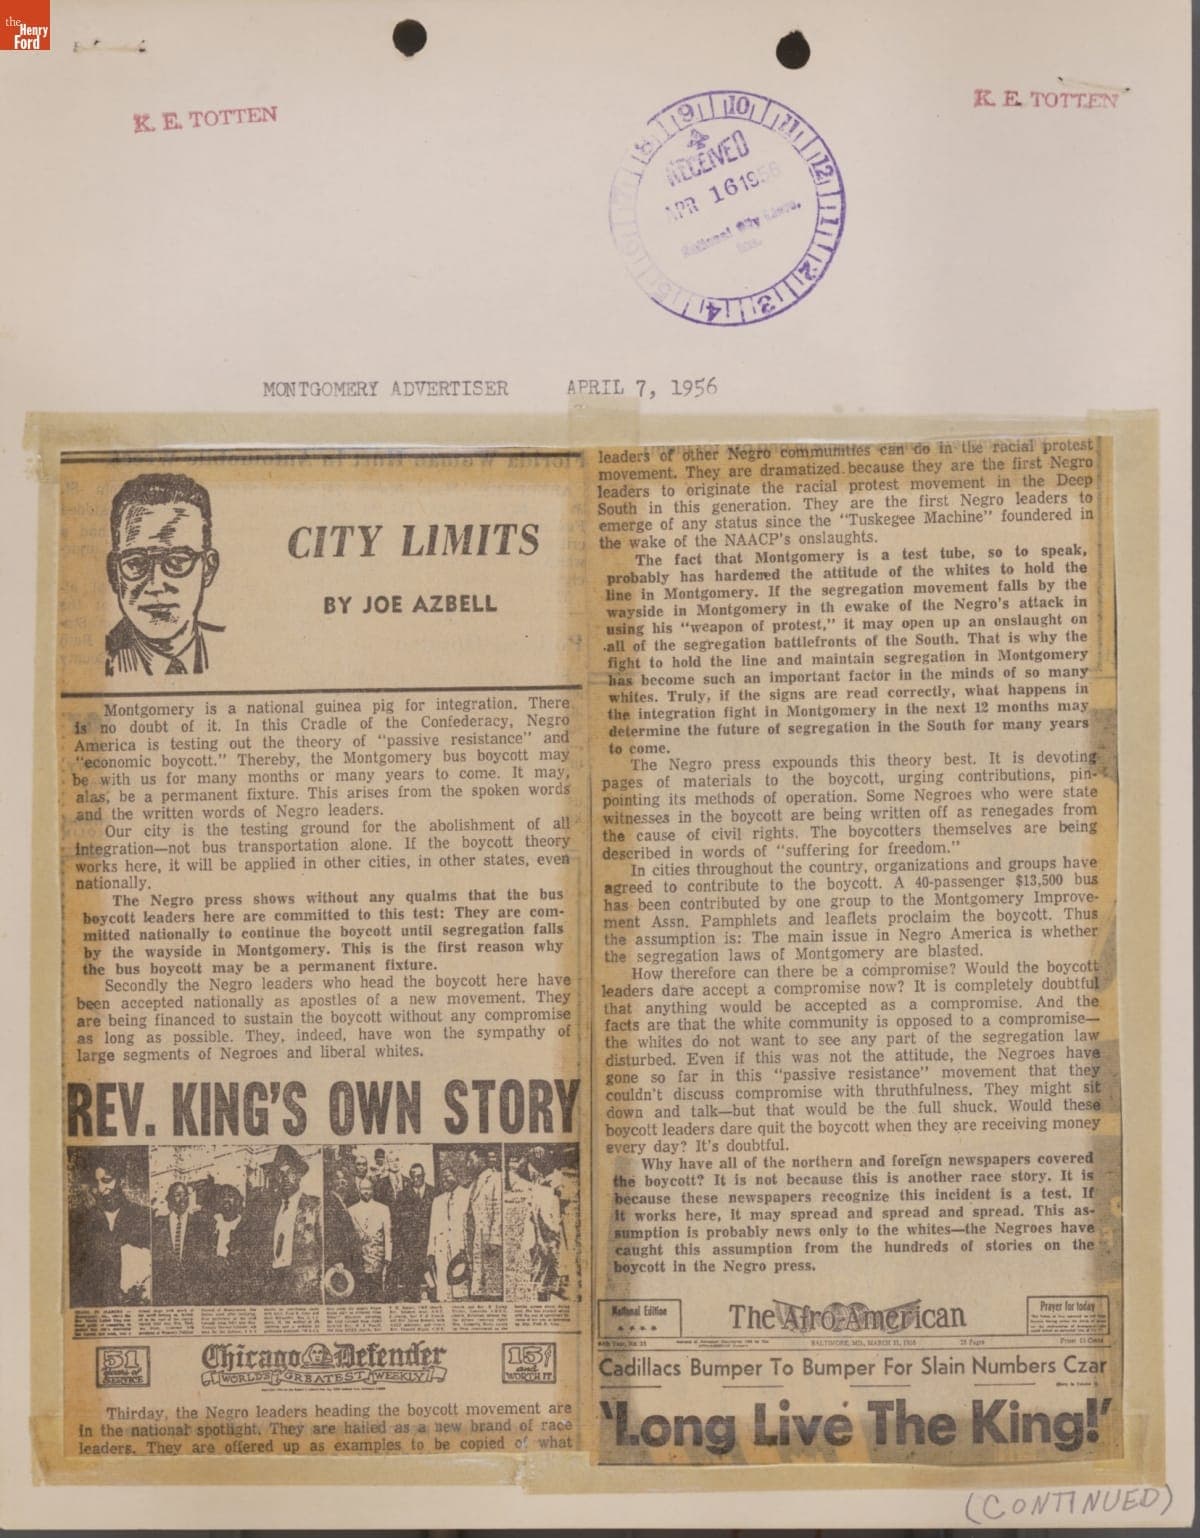 the
Henry
Ford
K. E. TOTTEN
K. E. TOTTEN
RECEIVED
APR 16 1956
National City Lines,
MONTGOMERY ADVERTISER APRIL 7, 1956
CITY LIMITS
BY JOE AZBELL
Montgomery is a national guinea pig for integration. There
is no doubt of it. In this Cradle of the Confederacy, Negro
America is testing out the theory of "passive resistance" and
"economic boycott." Thereby, the Montgomery bus boycott may
be with us for many months or many years to come. It may,
alas, be a permanent fixture. This arises from the spoken words
and the written words of Negro leaders.
Our city is the testing ground for the abolishment of all
integration—not bus transportation alone. If the boycott theory
works here, it will be applied in other cities, in other states, even
nationally.
The Negro press shows without any qualms that the bus
boycott leaders here are committed to this test: They are com-
mitted nationally to continue the boycott until segregation falls
by the wayside in Montgomery. This is the first reason why
the bus boycott may be a permanent fixture.
Secondly the Negro leaders who head the boycott here have
been accepted nationally as apostles of a new movement. They
are being financed to sustain the boycott without any compromise
as long as possible. They, indeed, have won the sympathy of
large segments of Negroes and liberal whites.
REV. KING'S OWN STORY
51
years of
SERVICE
Chicago Defender
WORLD'S GREATEST WEEKLY
15¢
and
WORTH IT
Thirday, the Negro leaders heading the boycott movement are
in the national spotlight. They are hailed as a new brand of race
leaders. They are offered up as examples to be copied of what
leaders of other Negro communities can do in the racial protest
movement. They are dramatized because they are the first Negro
leaders to originate the racial protest movement in the Deep
South in this generation. They are the first Negro leaders to
emerge of any status since the "Tuskegee Machine" foundered in
the wake of the NAACP's onslaughts.
The fact that Montgomery is a test tube, so to speak,
probably has hardened the attitude of the whites to hold the
line in Montgomery. If the segregation movement falls by the
wayside in Montgomery in th ewake of the Negro's attack in
using his "weapon of protest," it may open up an onslaught on
all of the segregation battlefronts of the South. That is why the
fight to hold the line and maintain segregation in Montgomery
has become such an important factor in the minds of so many
whites. Truly, if the signs are read correctly, what happens in
the integration fight in Montgomery in the next 12 months may
determine the future of segregation in the South for many years
to come.
The Negro press expounds this theory best. It is devoting
pages of materials to the boycott, urging contributions, pin-
pointing its methods of operation. Some Negroes who were state
witnesses in the boycott are being written off as renegades from
the cause of civil rights. The boycotters themselves are being
described in words of "suffering for freedom."
In cities throughout the country, organizations and groups have
agreed to contribute to the boycott. A 40-passenger $13,500 bus
has been contributed by one group to the Montgomery Improve-
ment Assn. Pamphlets and leaflets proclaim the boycott. Thus
the assumption is: The main issue in Negro America is whether
the segregation laws of Montgomery are blasted.
How therefore can there be a compromise? Would the boycott
leaders dare accept a compromise now? It is completely doubtful
that anything would be accepted as a compromise. And the
facts are that the white community is opposed to a compromise—
the whites do not want to see any part of the segregation law
disturbed. Even if this was not the attitude, the Negroes have
gone so far in this "passive resistance" movement that they
couldn't discuss compromise with thruthfulness. They might sit
down and talk—but that would be the full shuck. Would these
boycott leaders dare quit the boycott when they are receiving money
every day? It's doubtful.
Why have all of the northern and foreign newspapers covered
the boycott? It is not because this is another race story. It is
because these newspapers recognize this incident is a test. If
it works here, it may spread and spread and spread. This as-
sumption is probably news only to the whites—the Negroes have
caught this assumption from the hundreds of stories on the
boycott in the Negro press.
National Edition
The Afro-American
Prayer for today
BALTIMORE, MD., MARCH 31, 1956
Cadillacs Bumper To Bumper For Slain Numbers Czar
'Long Live The King!'
(CONTINUED)